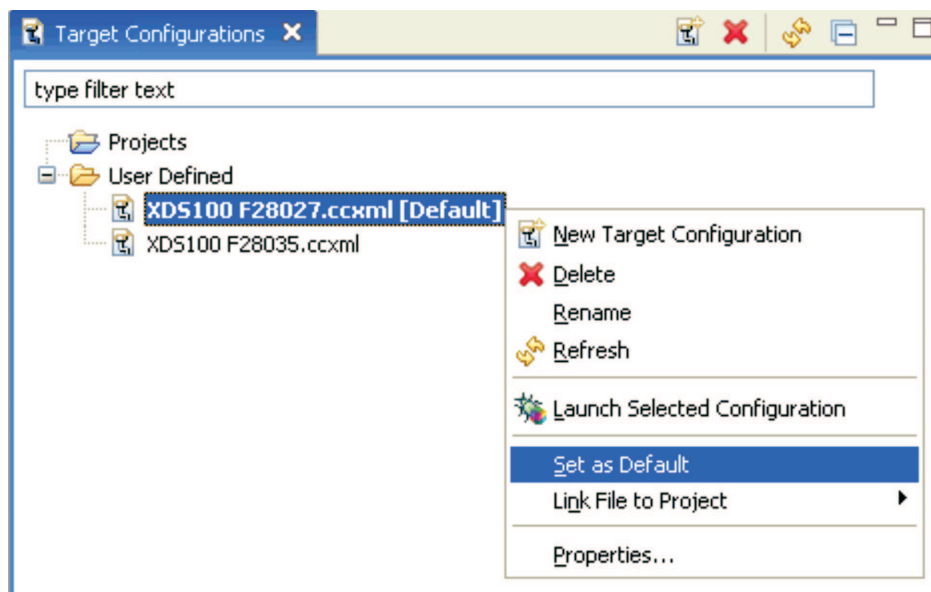 Target Configurations
type filter text
Projects
User Defined
XDS100 F28027.ccxml [Default]
XDS100 F28035.ccxml
New Target Configuration
Delete
Rename
Refresh
Launch Selected Configuration
Set as Default
Link File to Project
Properties...